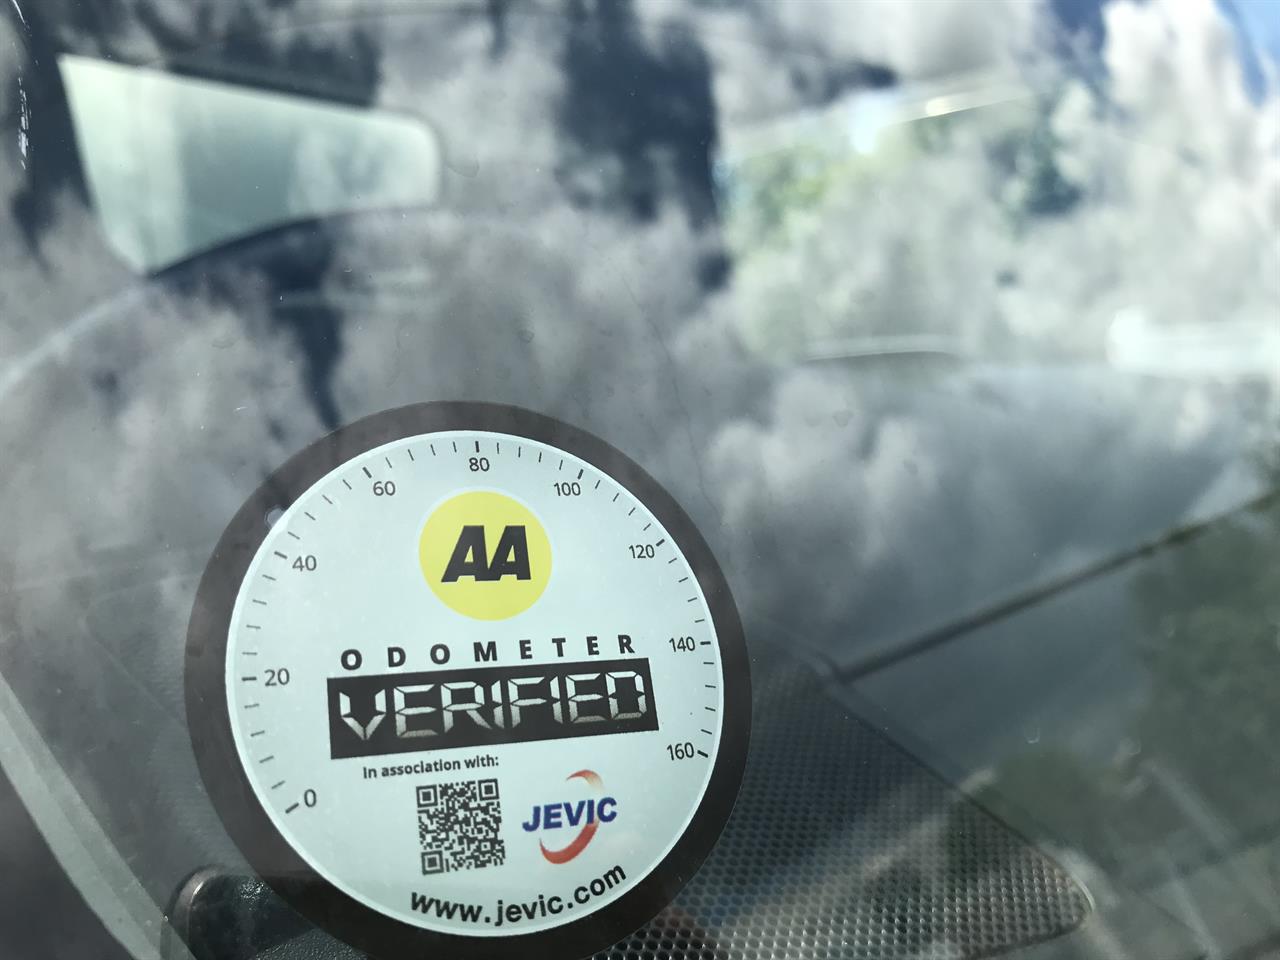 80
60
100
AA
40
120
ODOMETER
140
20
VERIFIED
160
In association with:
0
JEVIC
www.jevic.com